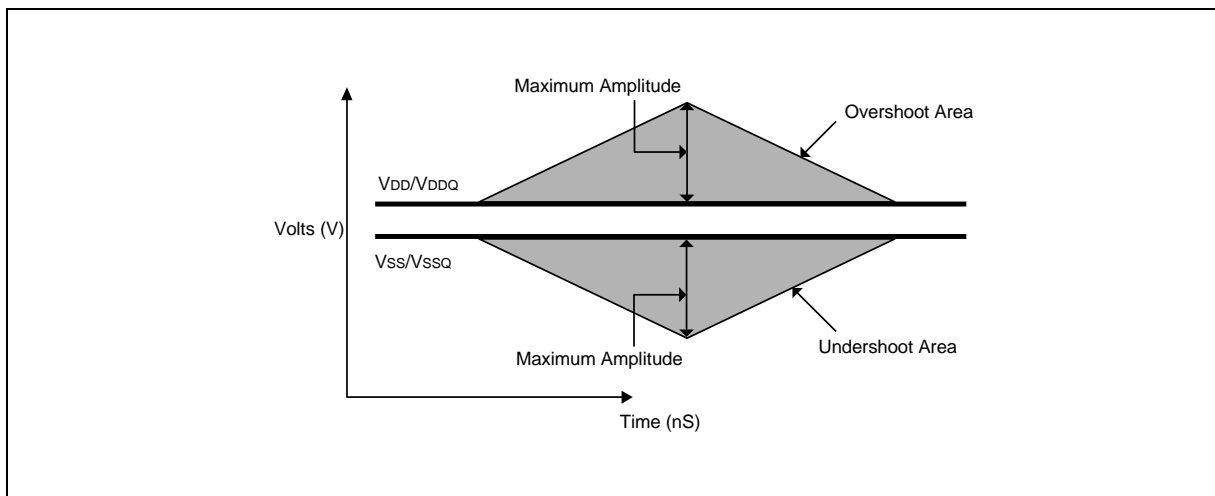 Maximum Amplitude
Overshoot Area
VDD/VDDQ
Volts (V)
VSS/VSSQ
Maximum Amplitude
Undershoot Area
Time (nS)